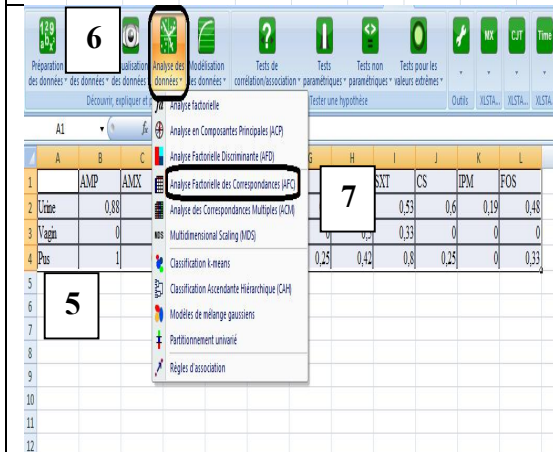 6
Préparation
des données
ualisation
des données
Analyse des
données
Modélisation
des données
Tests de
corrélation/association
Tests
paramétriques
Tests non
paramétriques
Tests pour les
valeurs extrêmes
MX
CJT
Time
Découvrir, expliquer et
Tester une hypothèse
Outils
XLSTA...
XLSTA...
XLSTA
A1
fx
Analyse factorielle
Analyse en Composantes Principales (ACP)
Analyse Factorielle Discriminante (AFD)
Analyse Factorielle des Correspondances (AFC)
Analyse des Correspondances Multiples (ACM)
MDS Multidimensional Scaling (MDS)
Classification k-means
Classification Ascendante Hiérarchique (CAH)
Modèles de mélange gaussiens
Partitionnement univarié
Règles d'association
7
A B C G H I J K L
1 AMP AMX SXT CS IPM FOS
2 Urine 0,88 0,53 0,6 0,19 0,48
3 Vagin 0 0,33 0 0 0
4 Pus 1 0,25 0,42 0,8 0,25 0 0,33
5
6
7
8
9
10
11
12
5